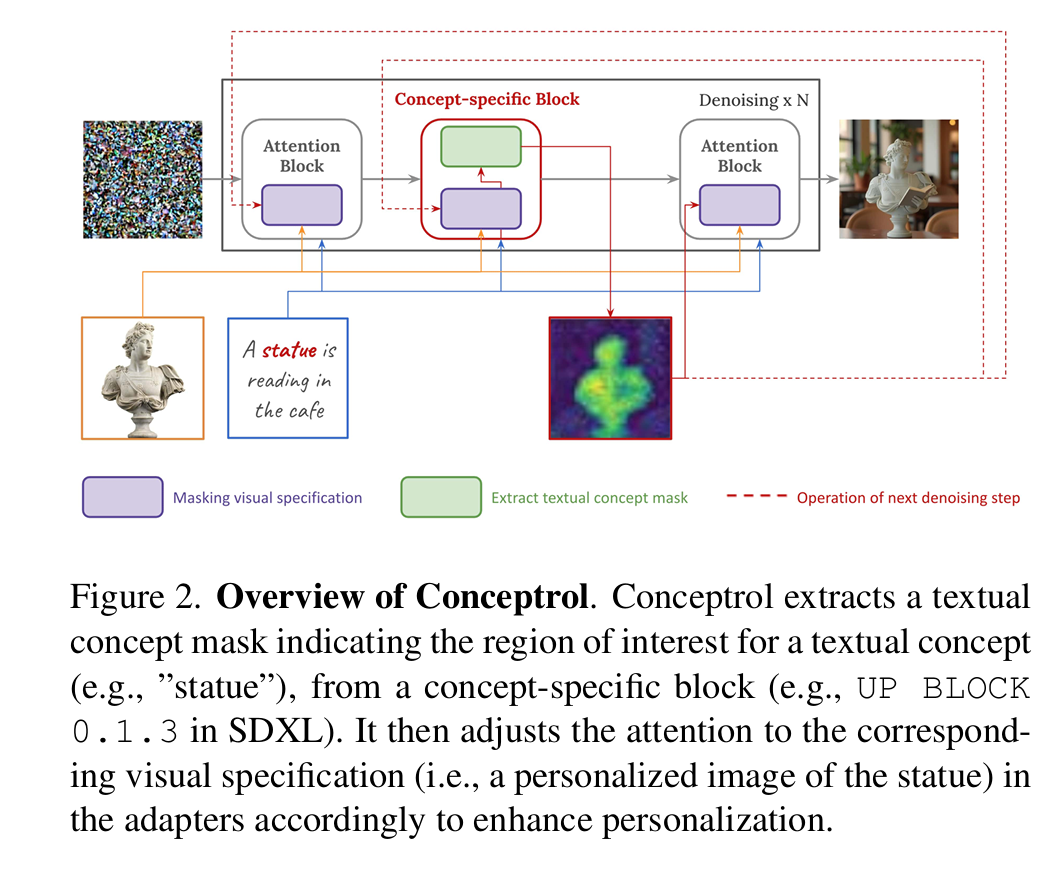 Concept-specific Block
Denoising x N
Attention
Block
Attention
Block
A statue is
reading in
the cafe
Masking visual specification
Extract textual concept mask
Operation of next denoising step
Figure 2. Overview of Conceptrol. Conceptrol extracts a textual
concept mask indicating the region of interest for a textual concept
(e.g., ”statue”), from a concept-specific block (e.g., UP BLOCK
0.1.3 in SDXL). It then adjusts the attention to the correspond-
ing visual specification (i.e., a personalized image of the statue) in
the adapters accordingly to enhance personalization.